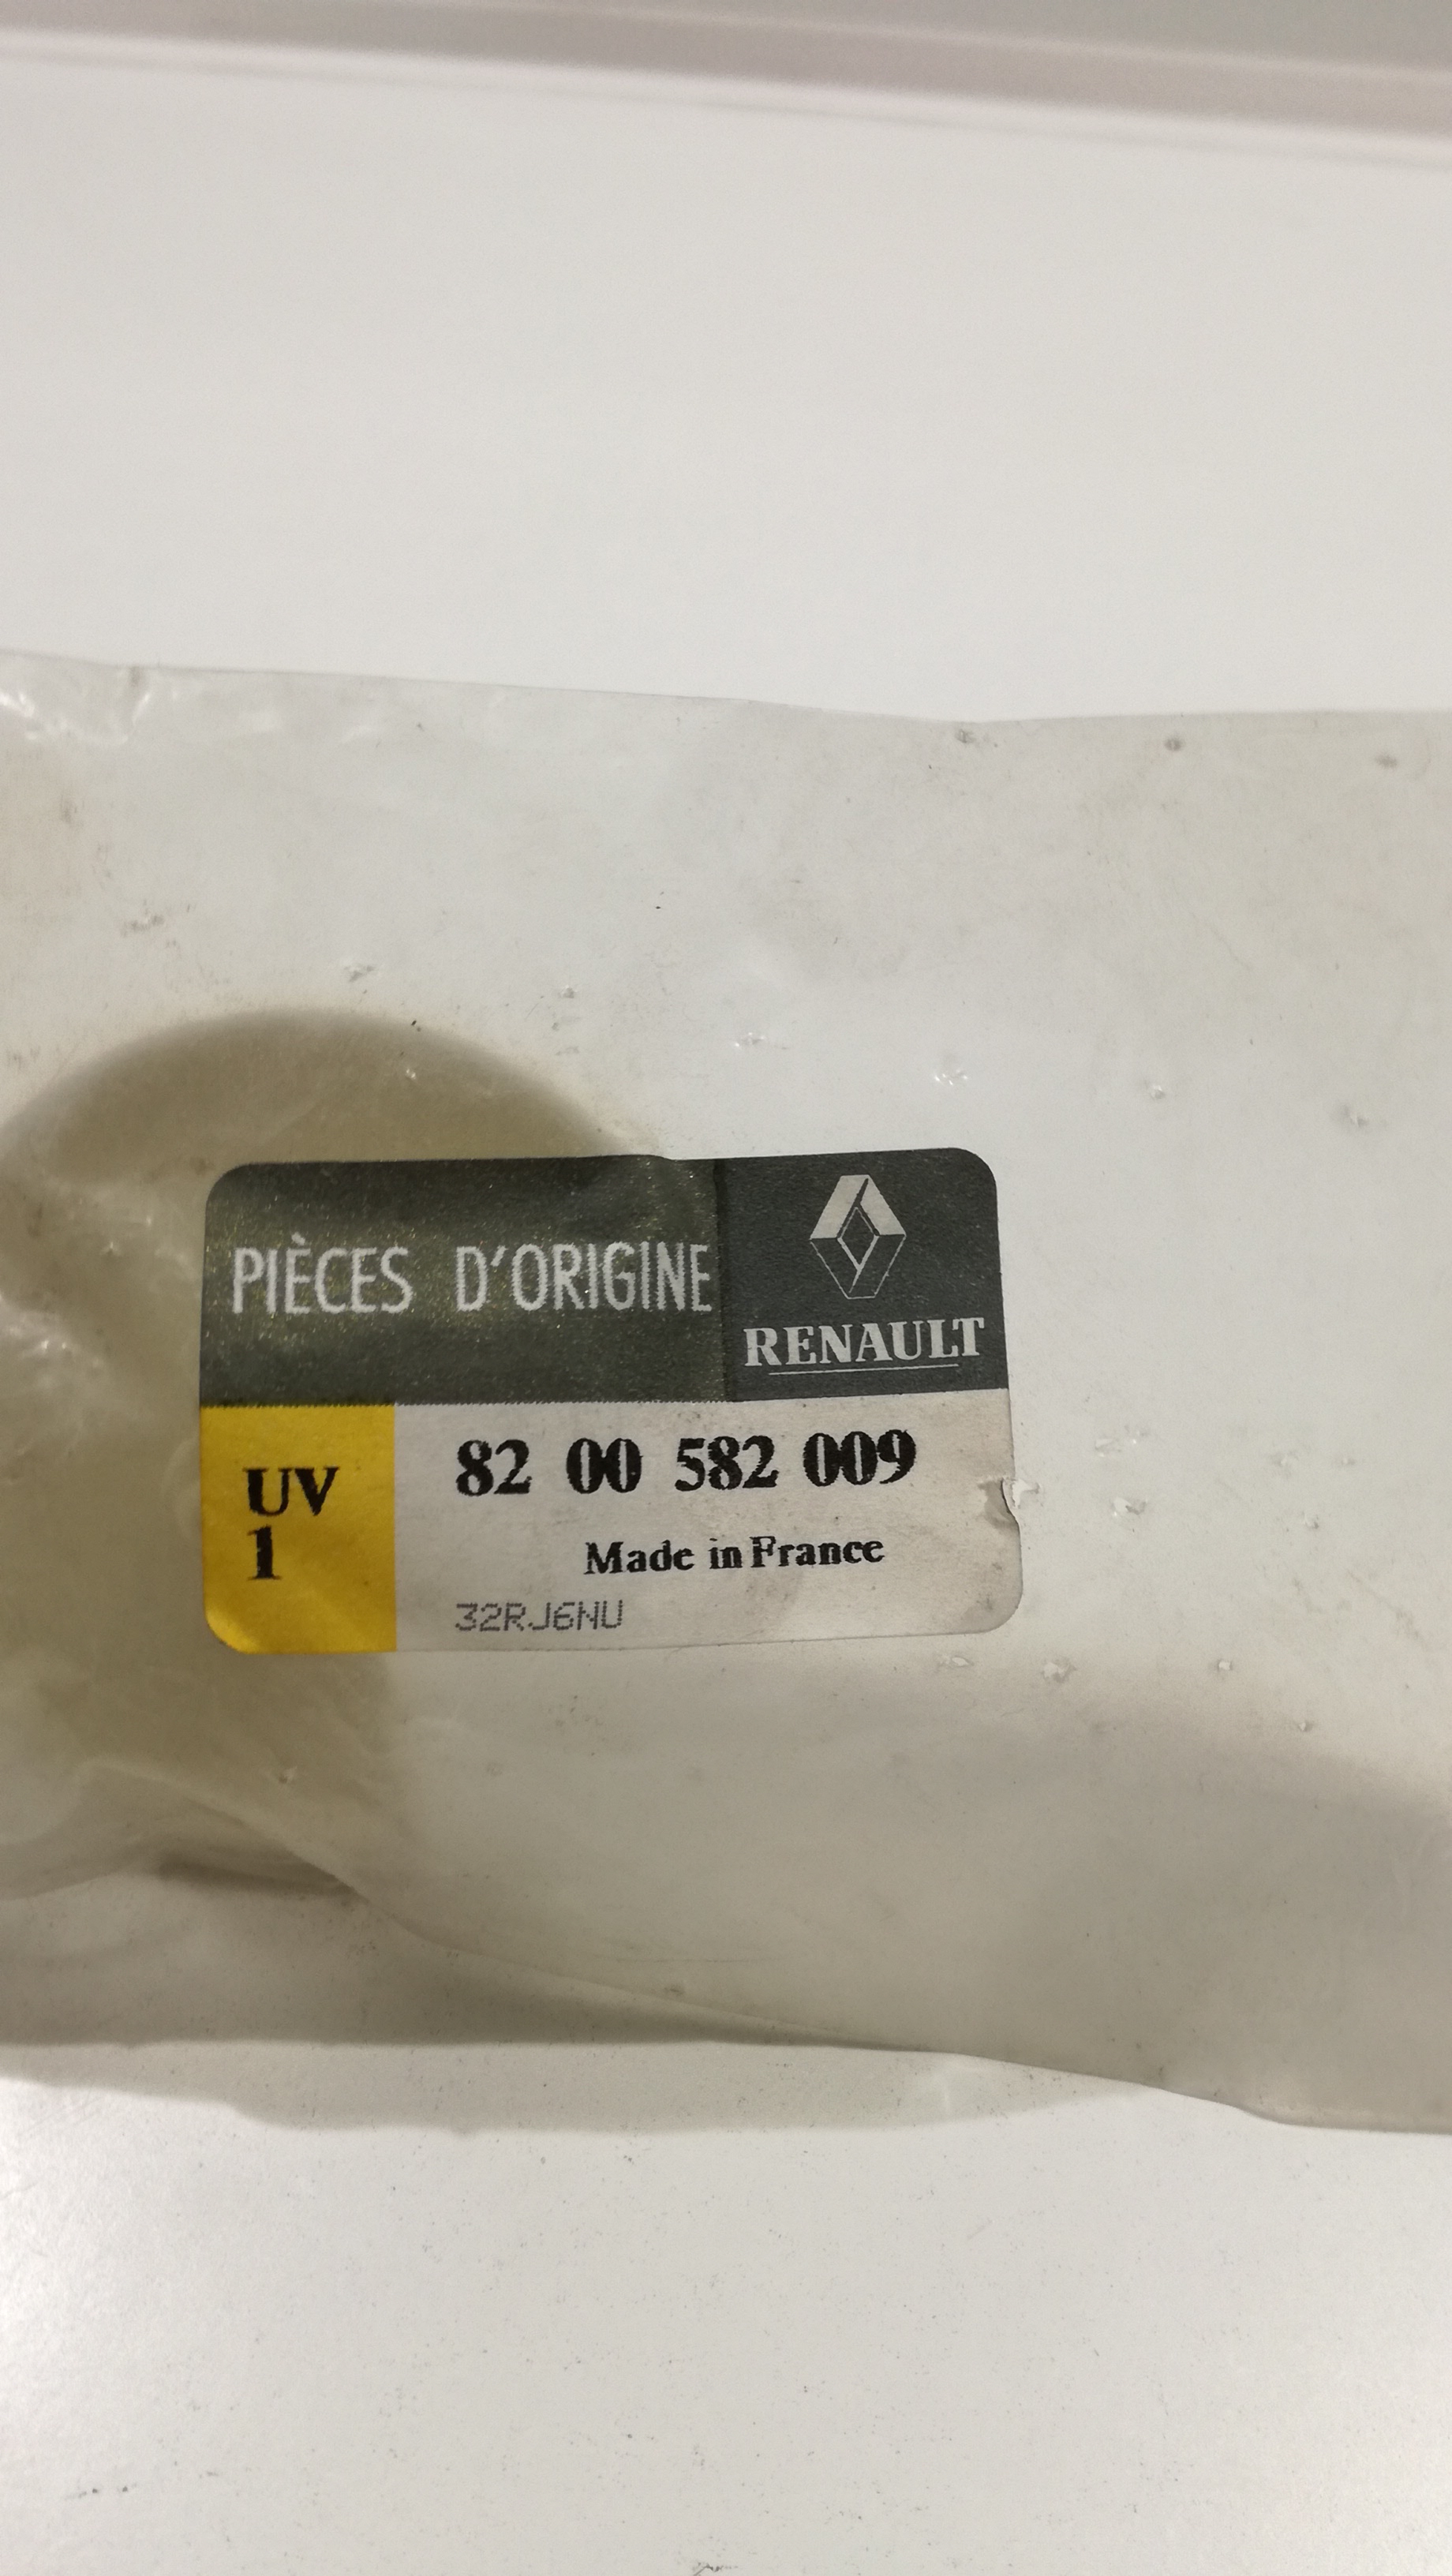 PIÈCES D'ORIGINE
RENAULT
UV
1
82 00 582 009
Made in France
32RJ6NU